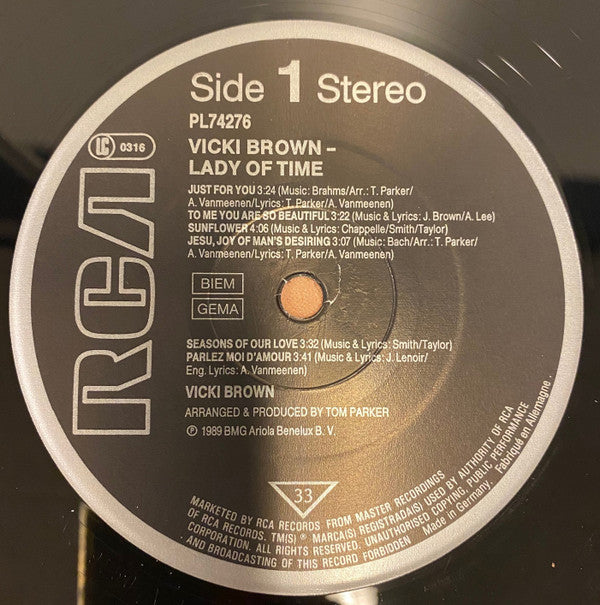 Side 1 Stereo
PL74276
LC 0316
VICKI BROWN –
LADY OF TIME
JUST FOR YOU 3:24 (Music: Brahms/Arr.: T. Parker/
A. Vanmeenen/Lyrics: T. Parker/A. Vanmeenen)
TO ME YOU ARE SO BEAUTIFUL 3:22 (Music & Lyrics: J. Brown/A. Lee)
SUNFLOWER 4:06 (Music & Lyrics: Chappelle/Smith/Taylor)
JESU, JOY OF MAN'S DESIRING 3:07 (Music: Bach/Arr.: T. Parker/
A. Vanmeenen/Lyrics: T. Parker/A. Vanmeenen)
BIEM
GEMA
SEASONS OF OUR LOVE 3:32 (Music & Lyrics: Smith/Taylor)
PARLEZ MOI D'AMOUR 3:41 (Music & Lyrics: J. Lenoir/
Eng. Lyrics: A. Vanmeenen)
VICKI BROWN
ARRANGED & PRODUCED BY TOM PARKER
℗ 1989 BMG Ariola Benelux B. V.
RCA
33
MARKETED BY RCA RECORDS FROM MASTER RECORDINGS
OF RCA RECORDS. TM(S) ® MARCA(S) REGISTRADA(S) USED BY AUTHORITY OF RCA
CORPORATION. ALL RIGHTS RESERVED. UNAUTHORISED COPYING, PUBLIC PERFORMANCE
AND BROADCASTING OF THIS RECORD FORBIDDEN
Made in Germany. Fabriqué en Allemagne.